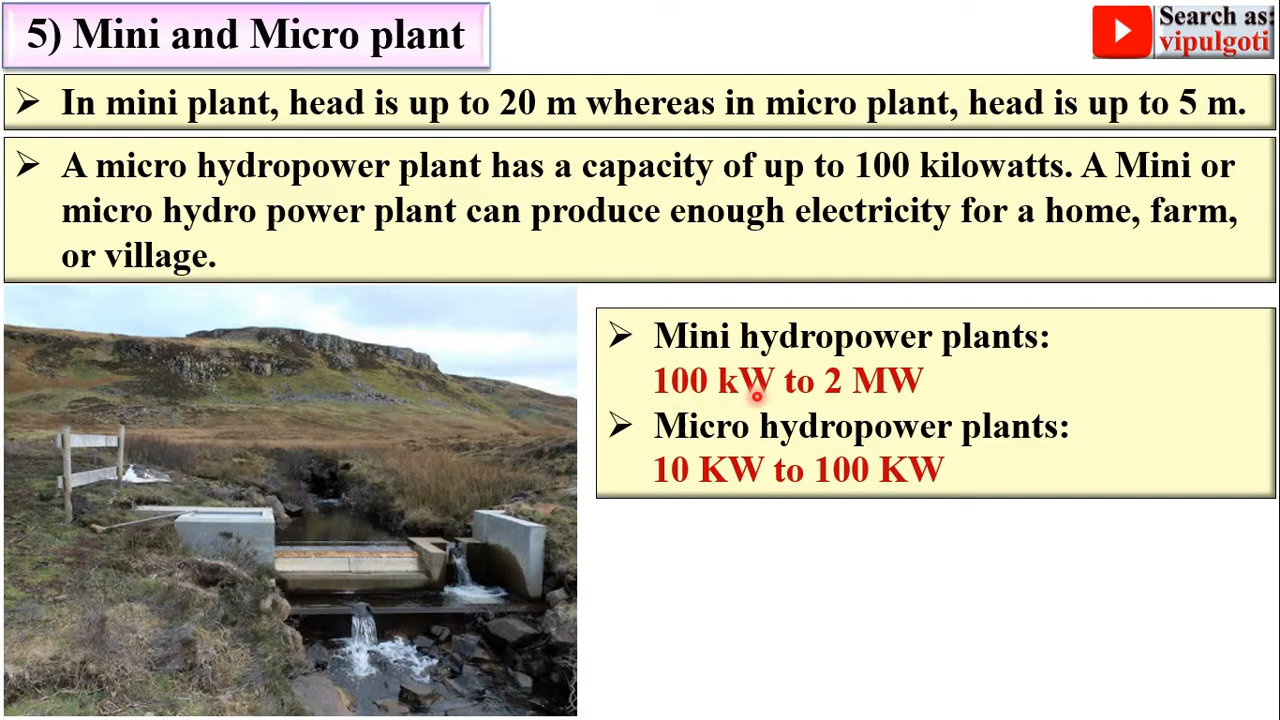 5) Mini and Micro plant
Search as:
vipulgoti
➢ In mini plant, head is up to 20 m whereas in micro plant, head is up to 5 m.
➢ A micro hydropower plant has a capacity of up to 100 kilowatts. A Mini or
micro hydro power plant can produce enough electricity for a home, farm,
or village.
➢ Mini hydropower plants:
100 kW to 2 MW
➢ Micro hydropower plants:
10 KW to 100 KW